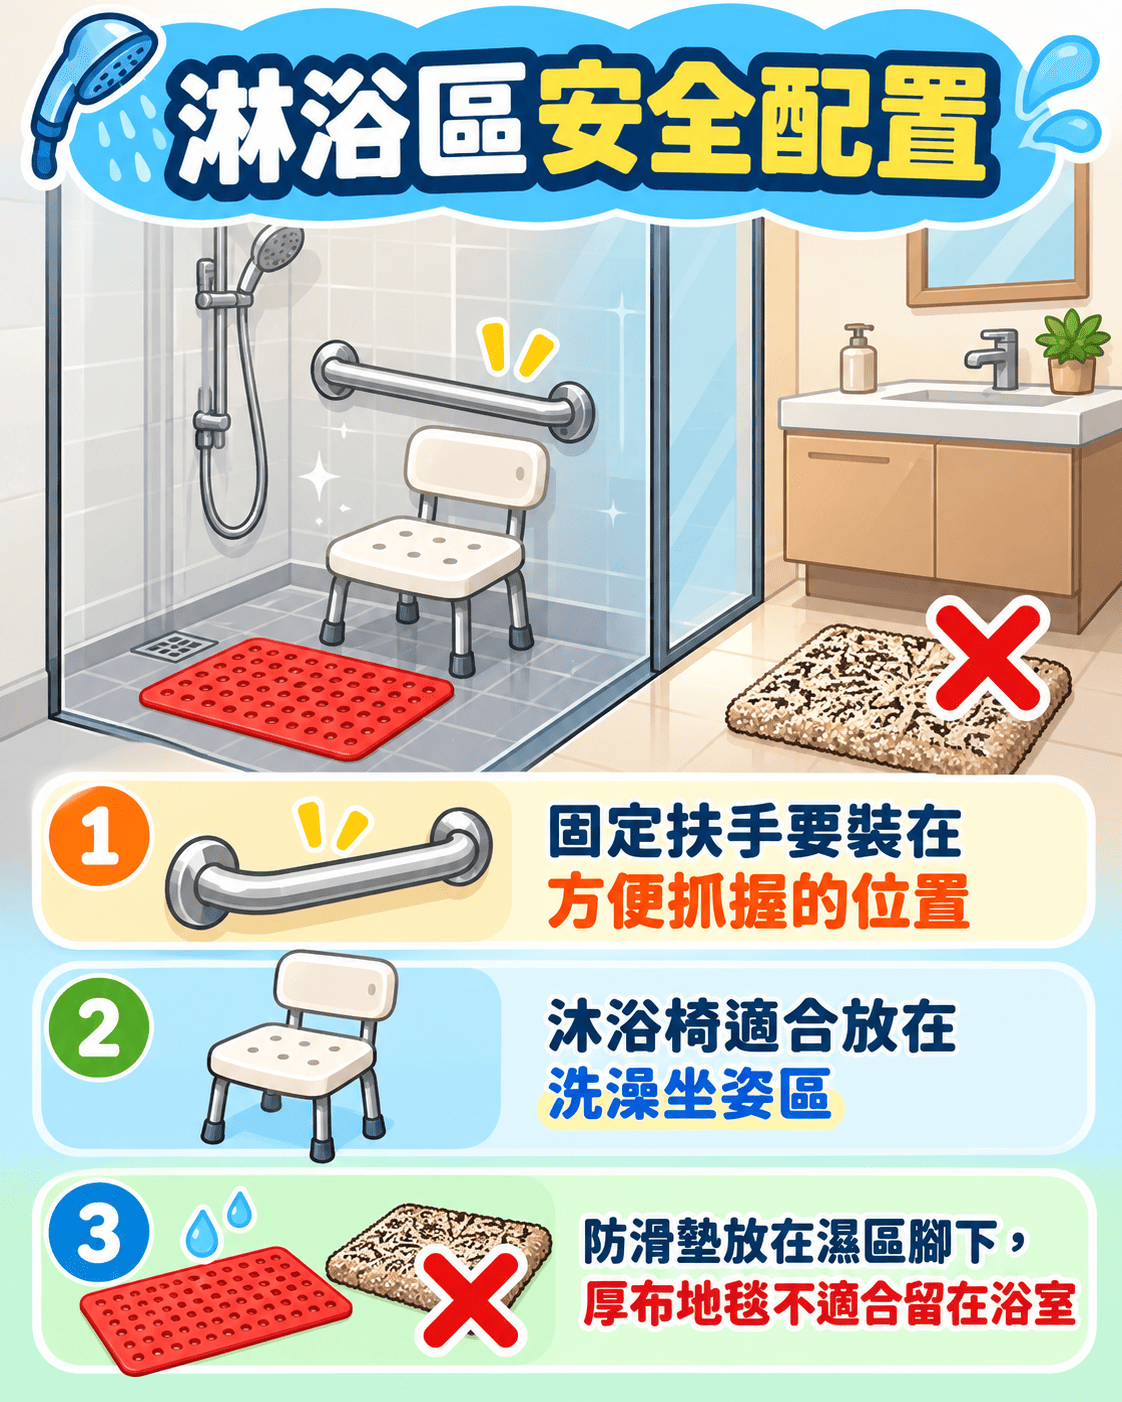 淋浴區安全配置
1
固定扶手要裝在
方便抓握的位置
2
沐浴椅適合放在
洗澡坐姿區
3
防滑墊放在濕區腳下，
厚布地毯不適合留在浴室